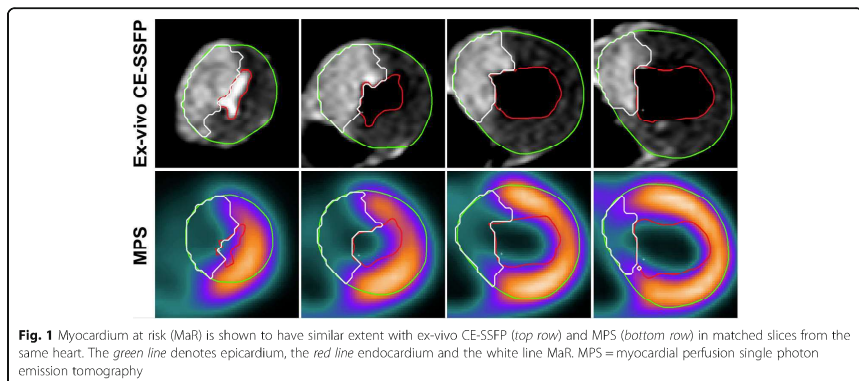 Ex-vivo CE-SSFP
MPS
Fig. 1 Myocardium at risk (MaR) is shown to have similar extent with ex-vivo CE-SSFP (top row) and MPS (bottom row) in matched slices from the
same heart. The green line denotes epicardium, the red line endocardium and the white line MaR. MPS = myocardial perfusion single photon
emission tomography